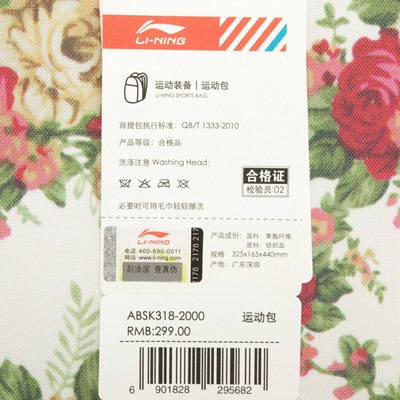 LI-NING
运动装备 | 运动包
LI-NING SPORTS BAG
背提包执行标准: QB/T 1333-2010
产品等级: 合格品
洗涤注意 Washing Head:
合格证
检验员:02
必要时可用毛巾轻轻擦洗
LI-NING
电话 400-690-0011
网站 www.li-ning.com
刮涂层 查真伪
产品成份: 面料: 聚酯纤维
里料: 纺织品
规格: 325x165x440mm
产地: 广东深圳
ABSK318-2000
RMB:299.00
运动包
6 901828 295682